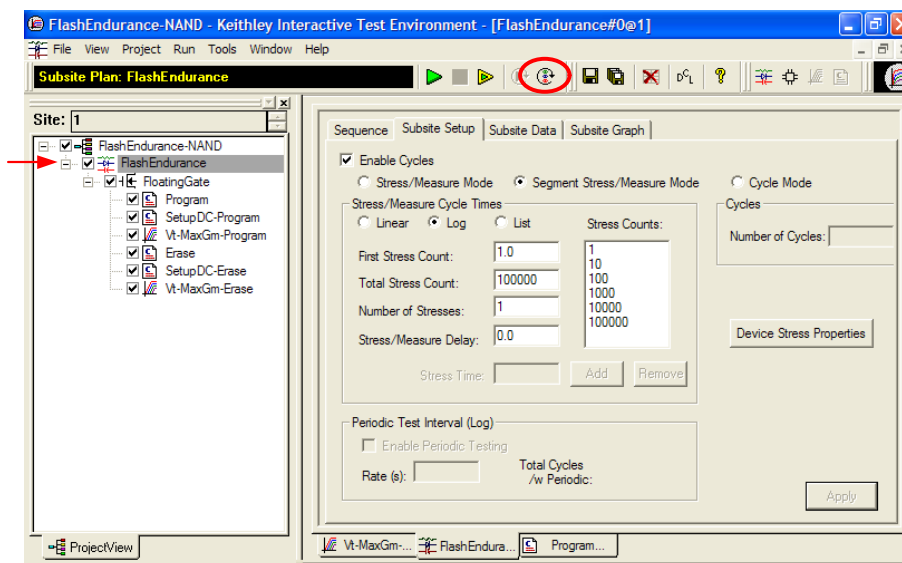 FlashEndurance-NAND - Keithley Interactive Test Environment - [FlashEndurance#0@1]
File View Project Run Tools Window Help
Subsite Plan: FlashEndurance
Site: 1
FlashEndurance-NAND
FlashEndurance
FloatingGate
Program
SetupDC-Program
Vt-MaxGm-Program
Erase
SetupDC-Erase
Vt-MaxGm-Erase
ProjectView
Sequence Subsite Setup Subsite Data Subsite Graph
Enable Cycles
Stress/Measure Mode Segment Stress/Measure Mode Cycle Mode
Stress/Measure Cycle Times
Linear Log List Stress Counts:
First Stress Count: 1.0
Total Stress Count: 100000
Number of Stresses: 1
Stress/Measure Delay: 0.0
1
10
100
1000
10000
100000
Stress Time: Add Remove
Cycles
Number of Cycles:
Device Stress Properties
Periodic Test Interval (Log)
Enable Periodic Testing
Rate (s):
Total Cycles
/w Periodic:
Apply
Vt-MaxGm-... FlashEndura... Program...